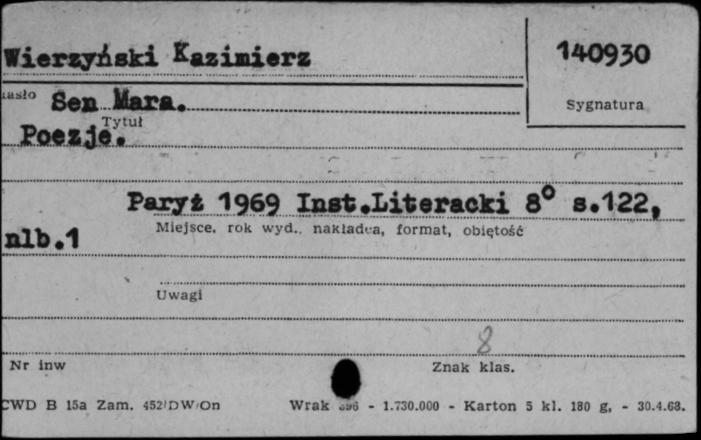 Wierzyński Kazimierz
140930
Sygnatura
Sen Mara.
Tytuł
Poezje.
Paryż 1969 Inst.Literacki 8° s.122,
Miejsce, rok wyd., nakładca, format, objętość
nlb.1
Uwagi
8
Nr inw
Znak klas.
CWD B 15a Zam. 452/DW/On Wrak - 1.730.000 - Karton 5 kl. 180 g, - 30.4.68.